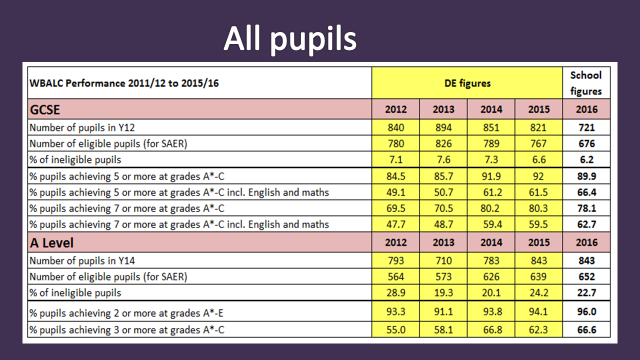 All pupils
WBALC Performance 2011/12 to 2015/16 DE figures School figures
GCSE 2012 2013 2014 2015 2016
Number of pupils in Y12 840 894 851 821 721
Number of eligible pupils (for SAER) 780 826 789 767 676
% of ineligible pupils 7.1 7.6 7.3 6.6 6.2
% pupils achieving 5 or more at grades A*-C 84.5 85.7 91.9 92 89.9
% pupils achieving 5 or more at grades A*-C incl. English and maths 49.1 50.7 61.2 61.5 66.4
% pupils achieving 7 or more at grades A*-C 69.5 70.5 80.2 80.3 78.1
% pupils achieving 7 or more at grades A*-C incl. English and maths 47.7 48.7 59.4 59.5 62.7
A Level 2012 2013 2014 2015 2016
Number of pupils in Y14 793 710 783 843 843
Number of eligible pupils (for SAER) 564 573 626 639 652
% of ineligible pupils 28.9 19.3 20.1 24.2 22.7
% pupils achieving 2 or more at grades A*-E 93.3 91.1 93.8 94.1 96.0
% pupils achieving 3 or more at grades A*-C 55.0 58.1 66.8 62.3 66.6